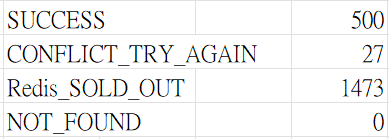 SUCCESS 500
CONFLICT_TRY_AGAIN 27
Redis_SOLD_OUT 1473
NOT_FOUND 0